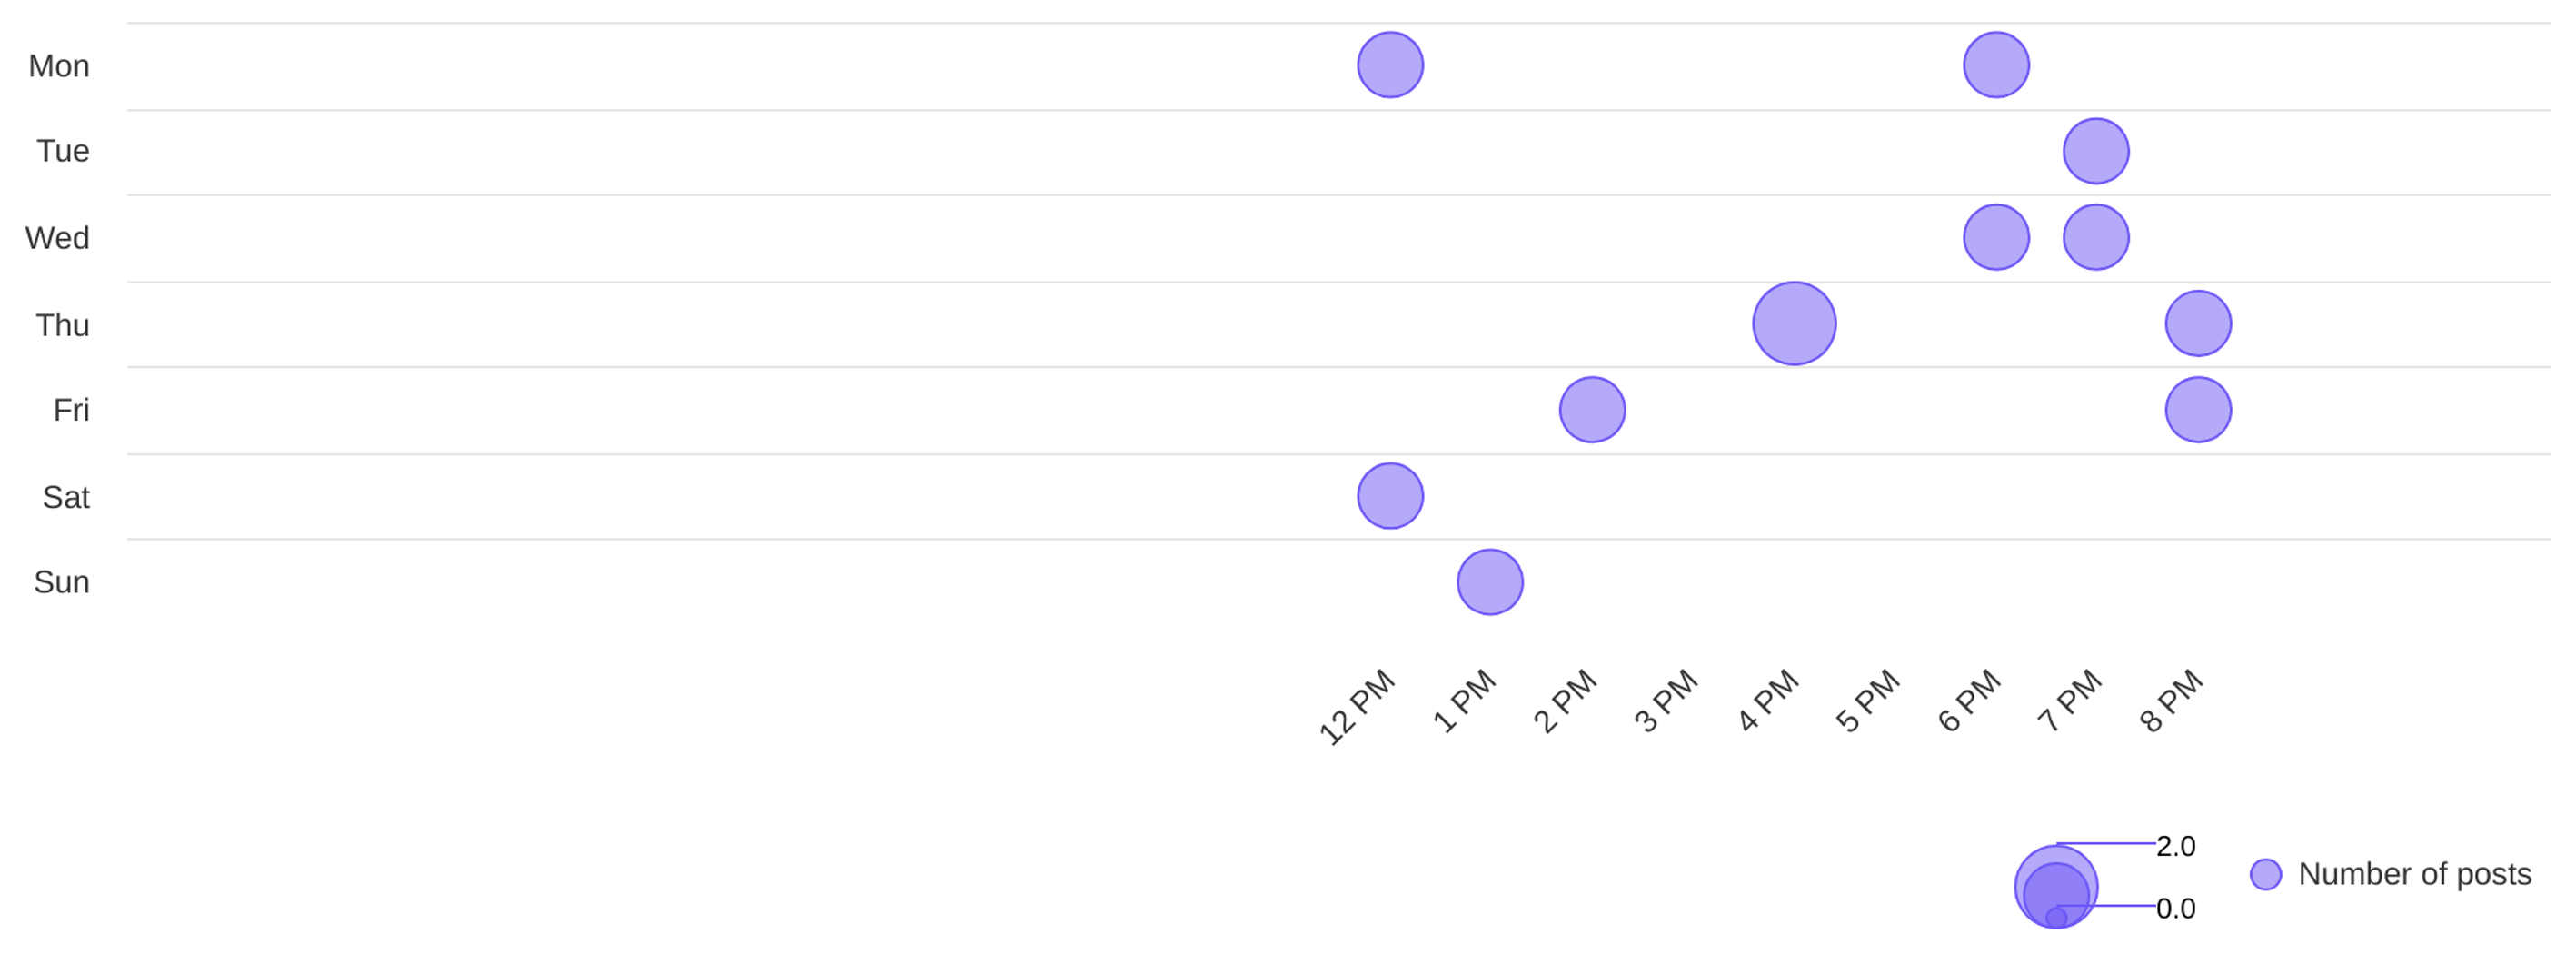 Mon
Tue
Wed
Thu
Fri
Sat
Sun
12 PM
1 PM
2 PM
3 PM
4 PM
5 PM
6 PM
7 PM
8 PM
2.0
0.0
Number of posts